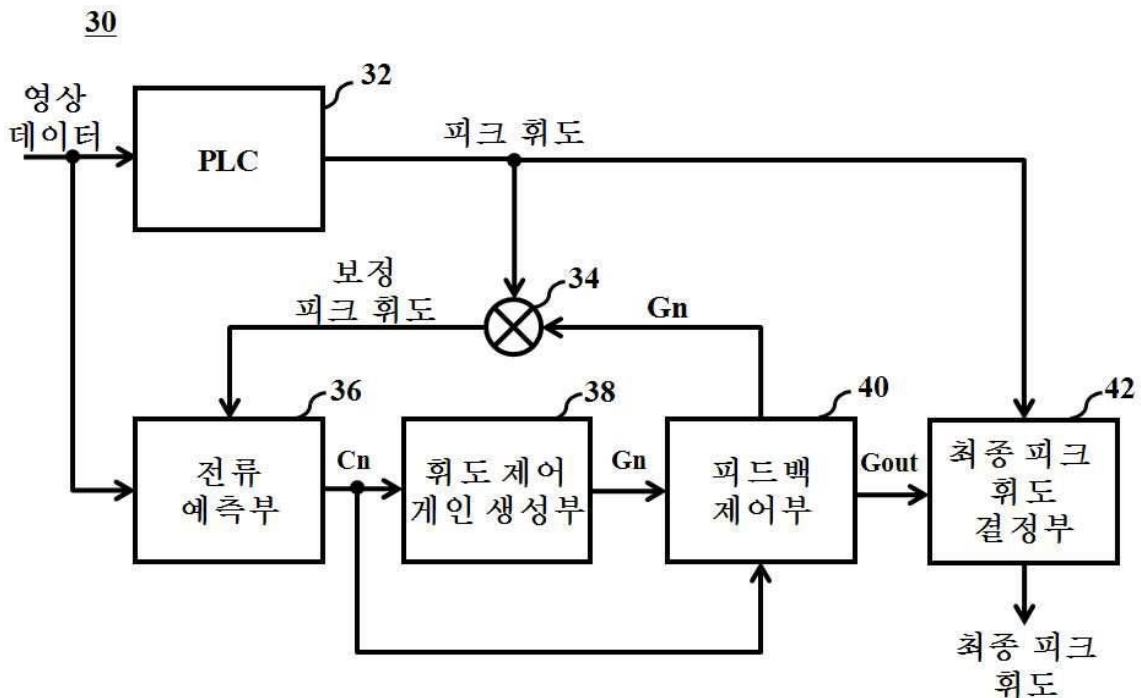 30
영상
데이터
32
PLC
피크 휘도
34
보정
피크 휘도
Gn
36
전류
예측부
Cn
38
휘도 제어
게인 생성부
Gn
40
피드백
제어부
Gout
42
최종 피크
휘도
결정부
최종 피크
휘도